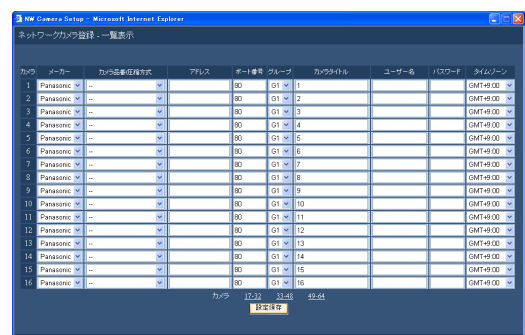 NW Camera Setup - Microsoft Internet Explorer
ネットワークカメラ登録 - 一覧表示
カメラ メーカー カメラ品番/圧縮方式 アドレス ポート番号 グループ カメラタイトル ユーザー名 パスワード タイムゾーン
1 Panasonic -- 80 G1 1 GMT+9:00
2 Panasonic -- 80 G1 2 GMT+9:00
3 Panasonic -- 80 G1 3 GMT+9:00
4 Panasonic -- 80 G1 4 GMT+9:00
5 Panasonic -- 80 G1 5 GMT+9:00
6 Panasonic -- 80 G1 6 GMT+9:00
7 Panasonic -- 80 G1 7 GMT+9:00
8 Panasonic -- 80 G1 8 GMT+9:00
9 Panasonic -- 80 G1 9 GMT+9:00
10 Panasonic -- 80 G1 10 GMT+9:00
11 Panasonic -- 80 G1 11 GMT+9:00
12 Panasonic -- 80 G1 12 GMT+9:00
13 Panasonic -- 80 G1 13 GMT+9:00
14 Panasonic -- 80 G1 14 GMT+9:00
15 Panasonic -- 80 G1 15 GMT+9:00
16 Panasonic -- 80 G1 16 GMT+9:00
カメラ 17-32 33-48 49-64
設定保存